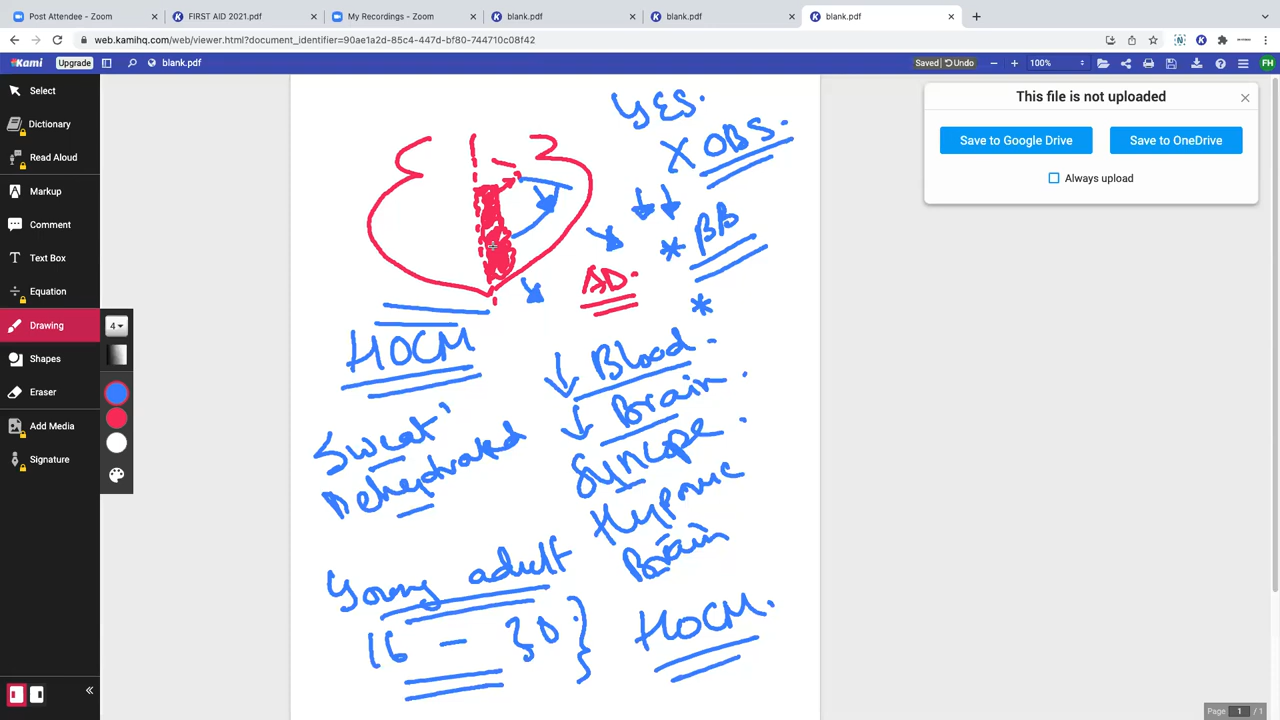 Post Attendee - Zoom
FIRST AID 2021.pdf
My Recordings - Zoom
blank.pdf
blank.pdf
blank.pdf
web.kamihq.com/web/viewer.html?document_identifier=90ae1a2d-85c4-447d-bf80-744710c08f42
Kami
Upgrade
blank.pdf
Saved Undo
100%
FH
Select
Dictionary
Read Aloud
Markup
Comment
Text Box
Equation
Drawing
Shapes
Eraser
Add Media
Signature
4
This file is not uploaded
Save to Google Drive
Save to OneDrive
Always upload
YES.
X OBS.
* BB
AD.
*
HOCM
↓ Blood
↓ Brain
Syncope
Brain
Sweat
Dehydrated
Young adult
16 - 30
HOCM.
Page 1 / 1